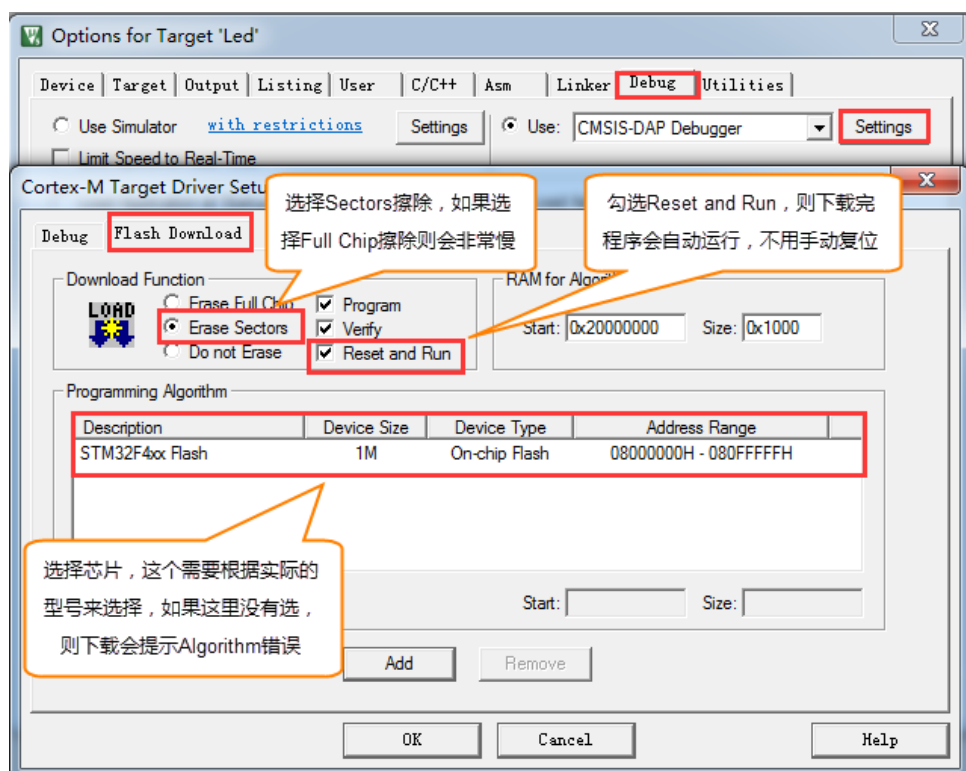 Options for Target 'Led'
Device Target Output Listing User C/C++ Asm Linker Debug Utilities
Use Simulator with restrictions Settings Use: CMSIS-DAP Debugger Settings
Limit Speed to Real-Time
Cortex-M Target Driver
选择Sectors擦除，如果选
择Full Chip擦除则会非常慢
勾选Reset and Run，则下载完
程序会自动运行，不用手动复位
Debug Flash Download
Download Function
RAM for
LOAD
Erase Full Chip
Program
Erase Sectors
Verify
Start: 0x20000000 Size: 0x1000
Do not Erase
Reset and Run
Programming Algorithm
Description Device Size Device Type Address Range
STM32F4xx Flash 1M On-chip Flash 08000000H - 080FFFFFH
选择芯片，这个需要根据实际的
型号来选择，如果这里没有选，
则下载会提示Algorithm错误
Start: Size:
Add Remove
OK Cancel Help